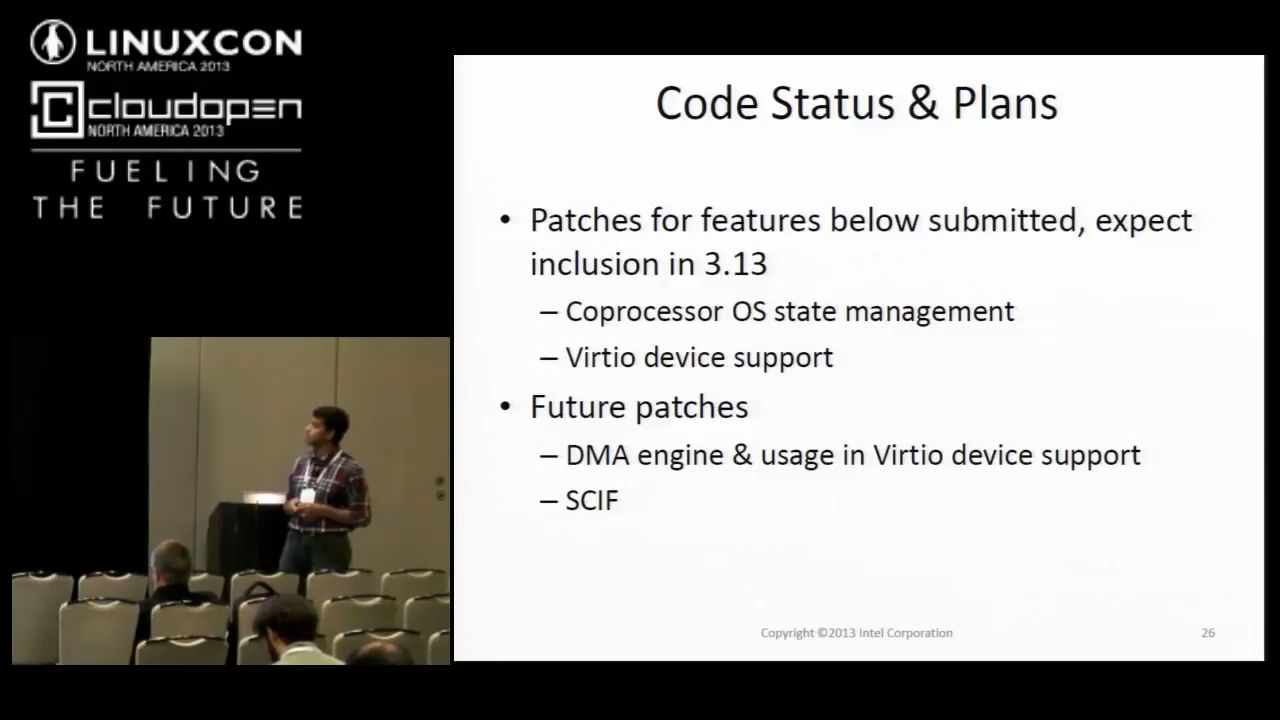 LINUXCON
NORTH AMERICA 2013
cloudopen
NORTH AMERICA 2013
FUELING
THE FUTURE
Code Status & Plans
• Patches for features below submitted, expect
inclusion in 3.13
– Coprocessor OS state management
– Virtio device support
• Future patches
– DMA engine & usage in Virtio device support
– SCIF
Copyright ©2013 Intel Corporation
26